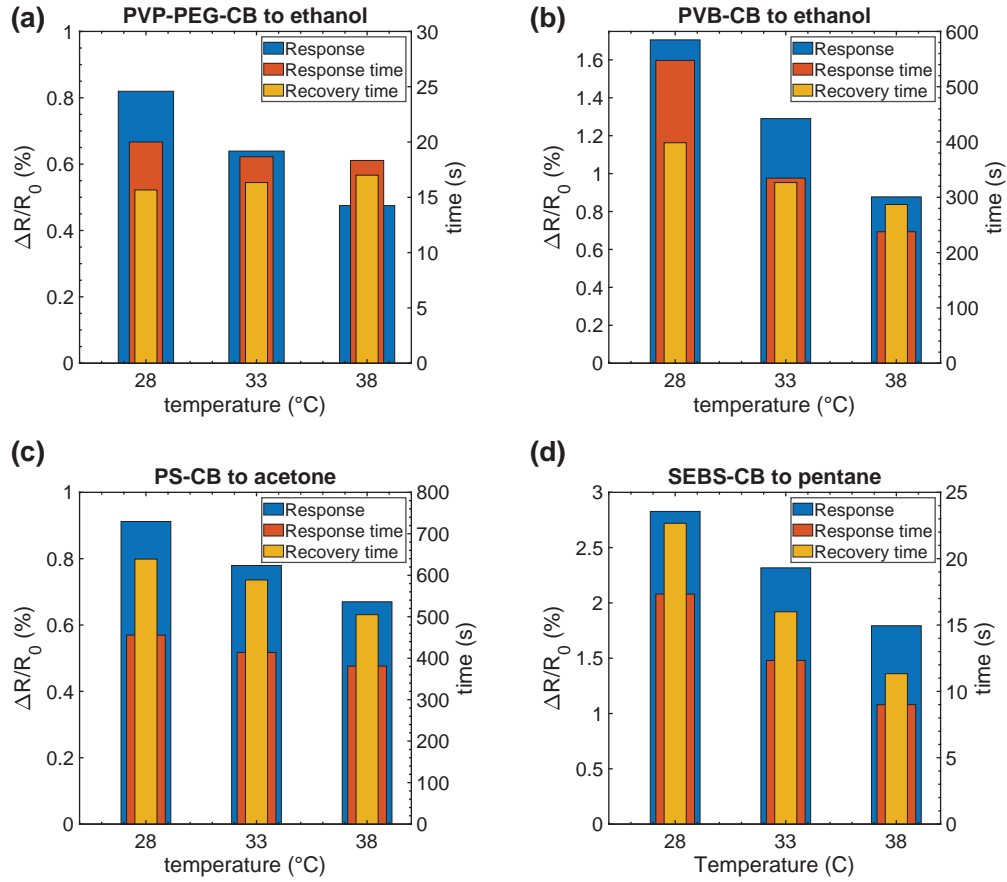 (a)
PVP-PEG-CB to ethanol
Response
Response time
Recovery time
1
0.8
0.6
0.4
0.2
0
ΔR/R0 (%)
30
25
20
15
10
5
0
time (s)
28 33 38
temperature (°C)
(b)
PVB-CB to ethanol
Response
Response time
Recovery time
1.6
1.4
1.2
1
0.8
0.6
0.4
0.2
0
ΔR/R0 (%)
600
500
400
300
200
100
0
time (s)
28 33 38
temperature (°C)
(c)
PS-CB to acetone
Response
Response time
Recovery time
1
0.8
0.6
0.4
0.2
0
ΔR/R0 (%)
800
700
600
500
400
300
200
100
0
time (s)
28 33 38
temperature (°C)
(d)
SEBS-CB to pentane
Response
Response time
Recovery time
3
2.5
2
1.5
1
0.5
0
ΔR/R0 (%)
25
20
15
10
5
0
time (s)
28 33 38
Temperature (C)